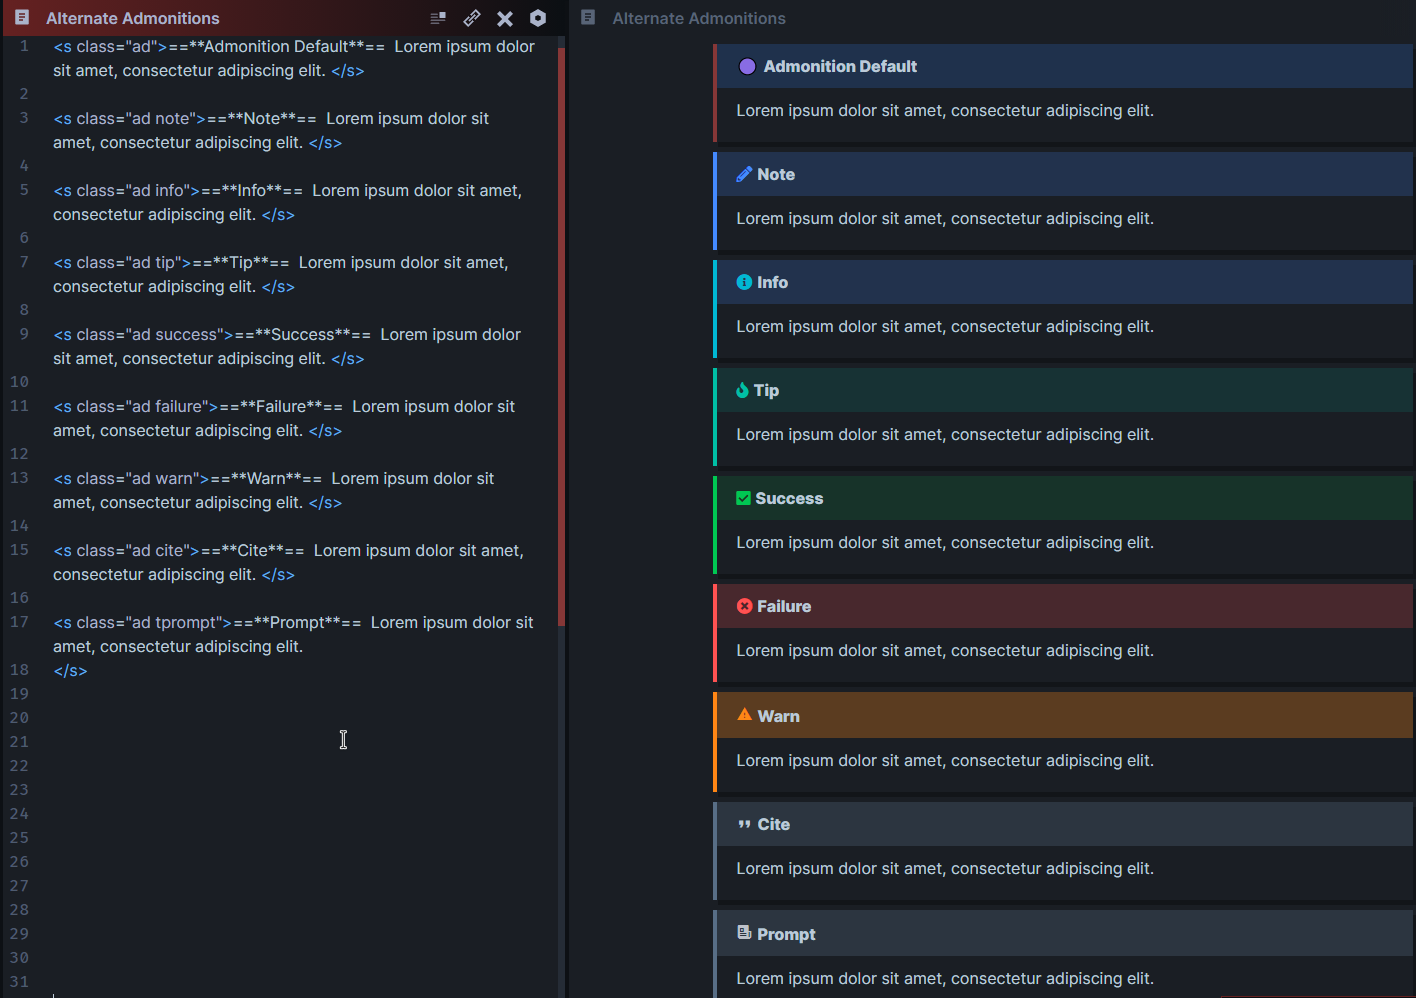 Alternate Admonitions
1 <s class="ad">==**Admonition Default**==  Lorem ipsum dolor
sit amet, consectetur adipiscing elit. </s>
2
3 <s class="ad note">==**Note**==  Lorem ipsum dolor sit
amet, consectetur adipiscing elit. </s>
4
5 <s class="ad info">==**Info**==  Lorem ipsum dolor sit amet,
consectetur adipiscing elit. </s>
6
7 <s class="ad tip">==**Tip**==  Lorem ipsum dolor sit amet,
consectetur adipiscing elit. </s>
8
9 <s class="ad success">==**Success**==  Lorem ipsum dolor
sit amet, consectetur adipiscing elit. </s>
10
11 <s class="ad failure">==**Failure**==  Lorem ipsum dolor sit
amet, consectetur adipiscing elit. </s>
12
13 <s class="ad warn">==**Warn**==  Lorem ipsum dolor sit
amet, consectetur adipiscing elit. </s>
14
15 <s class="ad cite">==**Cite**==  Lorem ipsum dolor sit amet,
consectetur adipiscing elit. </s>
16
17 <s class="ad tprompt">==**Prompt**==  Lorem ipsum dolor sit
amet, consectetur adipiscing elit.
18 </s>
19
20
21
22
23
24
25
26
27
28
29
30
31
Alternate Admonitions
Admonition Default
Lorem ipsum dolor sit amet, consectetur adipiscing elit.
Note
Lorem ipsum dolor sit amet, consectetur adipiscing elit.
Info
Lorem ipsum dolor sit amet, consectetur adipiscing elit.
Tip
Lorem ipsum dolor sit amet, consectetur adipiscing elit.
Success
Lorem ipsum dolor sit amet, consectetur adipiscing elit.
Failure
Lorem ipsum dolor sit amet, consectetur adipiscing elit.
Warn
Lorem ipsum dolor sit amet, consectetur adipiscing elit.
Cite
Lorem ipsum dolor sit amet, consectetur adipiscing elit.
Prompt
Lorem ipsum dolor sit amet, consectetur adipiscing elit.